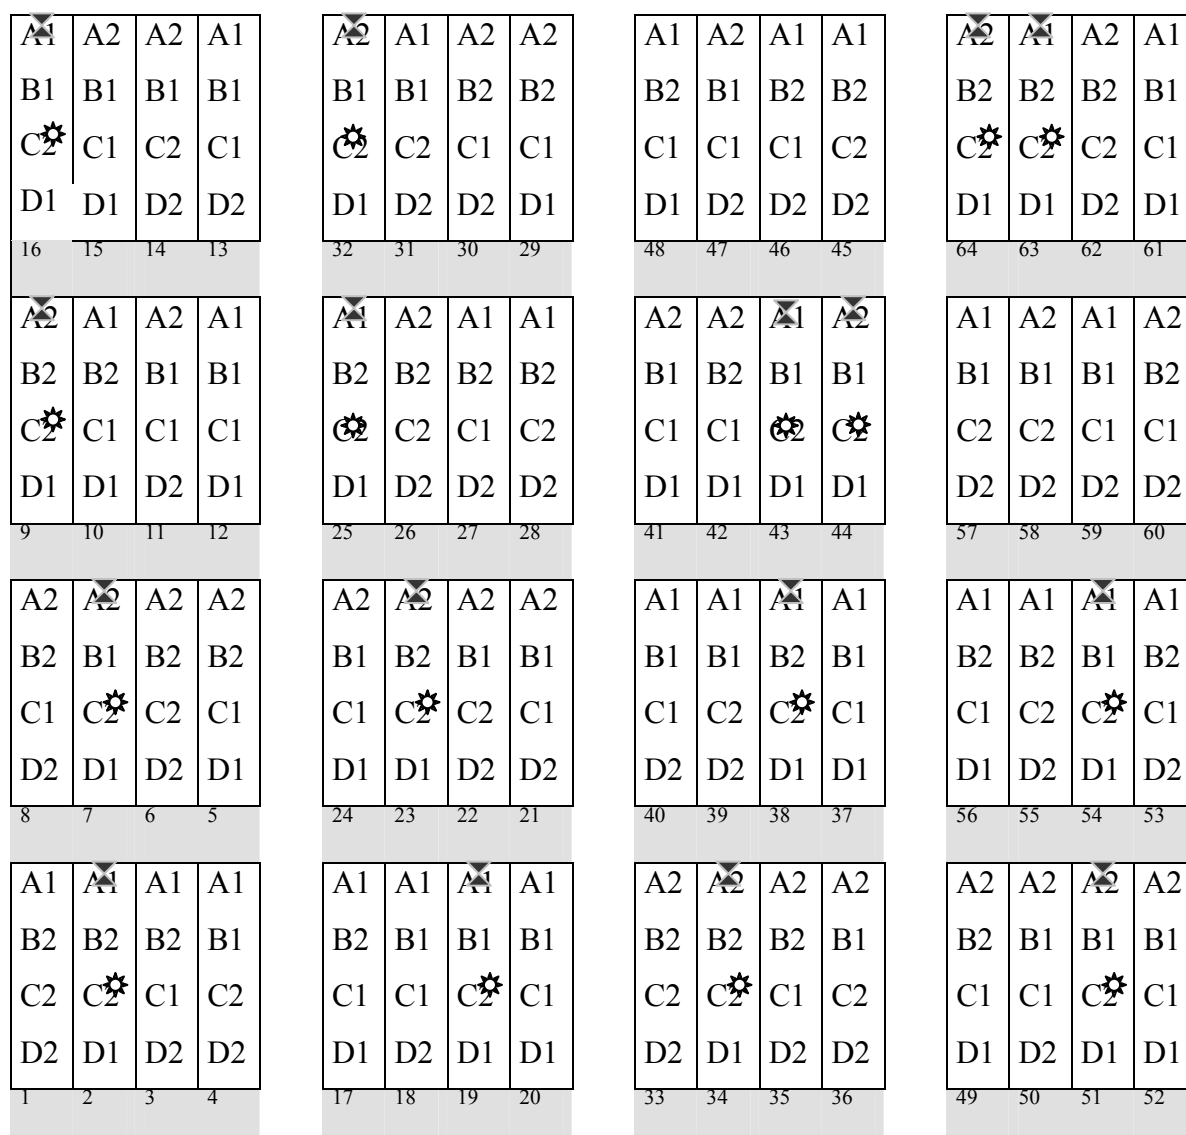 A1 A2 A2 A1 A2 A1 A2 A2 A1 A2 A1 A1 A2 A1 A2 A1
B1 B1 B1 B1 B1 B1 B2 B2 B2 B1 B2 B2 B2 B2 B2 B1
C2 C1 C2 C1 C2 C2 C1 C1 C1 C1 C1 C2 C2 C2 C2 C1
D1 D1 D2 D2 D1 D2 D2 D1 D1 D2 D2 D2 D1 D1 D2 D1
16 15 14 13 32 31 30 29 48 47 46 45 64 63 62 61
A2 A1 A2 A1 A1 A2 A1 A1 A2 A2 A1 A2 A1 A2 A1 A2
B2 B2 B1 B1 B2 B2 B2 B2 B1 B2 B1 B1 B1 B1 B1 B2
C2 C1 C1 C1 C2 C2 C1 C2 C1 C1 C2 C2 C2 C2 C1 C1
D1 D1 D2 D1 D1 D2 D2 D2 D1 D1 D1 D1 D2 D2 D2 D2
9 10 11 12 25 26 27 28 41 42 43 44 57 58 59 60
A2 A2 A2 A2 A2 A2 A2 A2 A1 A1 A1 A1 A1 A1 A1 A1
B2 B1 B2 B2 B1 B2 B1 B1 B1 B1 B2 B1 B2 B2 B1 B2
C1 C2 C2 C1 C1 C2 C2 C1 C1 C2 C2 C1 C1 C2 C2 C1
D2 D1 D2 D1 D1 D1 D2 D2 D2 D2 D1 D1 D1 D2 D1 D2
8 7 6 5 24 23 22 21 40 39 38 37 56 55 54 53
A1 A1 A1 A1 A1 A1 A1 A1 A2 A2 A2 A2 A2 A2 A2 A2
B2 B2 B2 B1 B2 B1 B1 B1 B2 B2 B2 B1 B2 B1 B1 B1
C2 C2 C1 C2 C1 C1 C2 C1 C2 C2 C1 C2 C1 C1 C2 C1
D2 D1 D2 D2 D1 D2 D1 D1 D2 D1 D2 D2 D1 D2 D1 D1
1 2 3 4 17 18 19 20 33 34 35 36 49 50 51 52